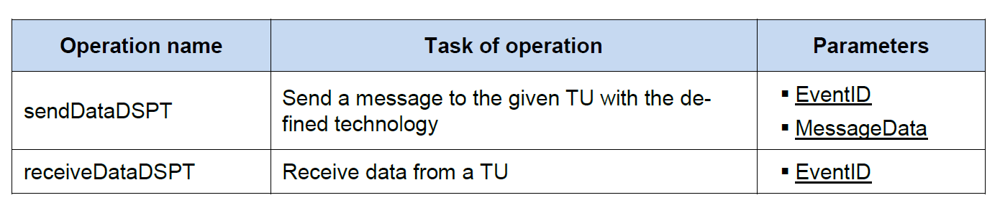 Operation name Task of operation Parameters
sendDataDSPT
Send a message to the given TU with the de-
fined technology
▪ EventID
▪ MessageData
receiveDataDSPT Receive data from a TU ▪ EventID